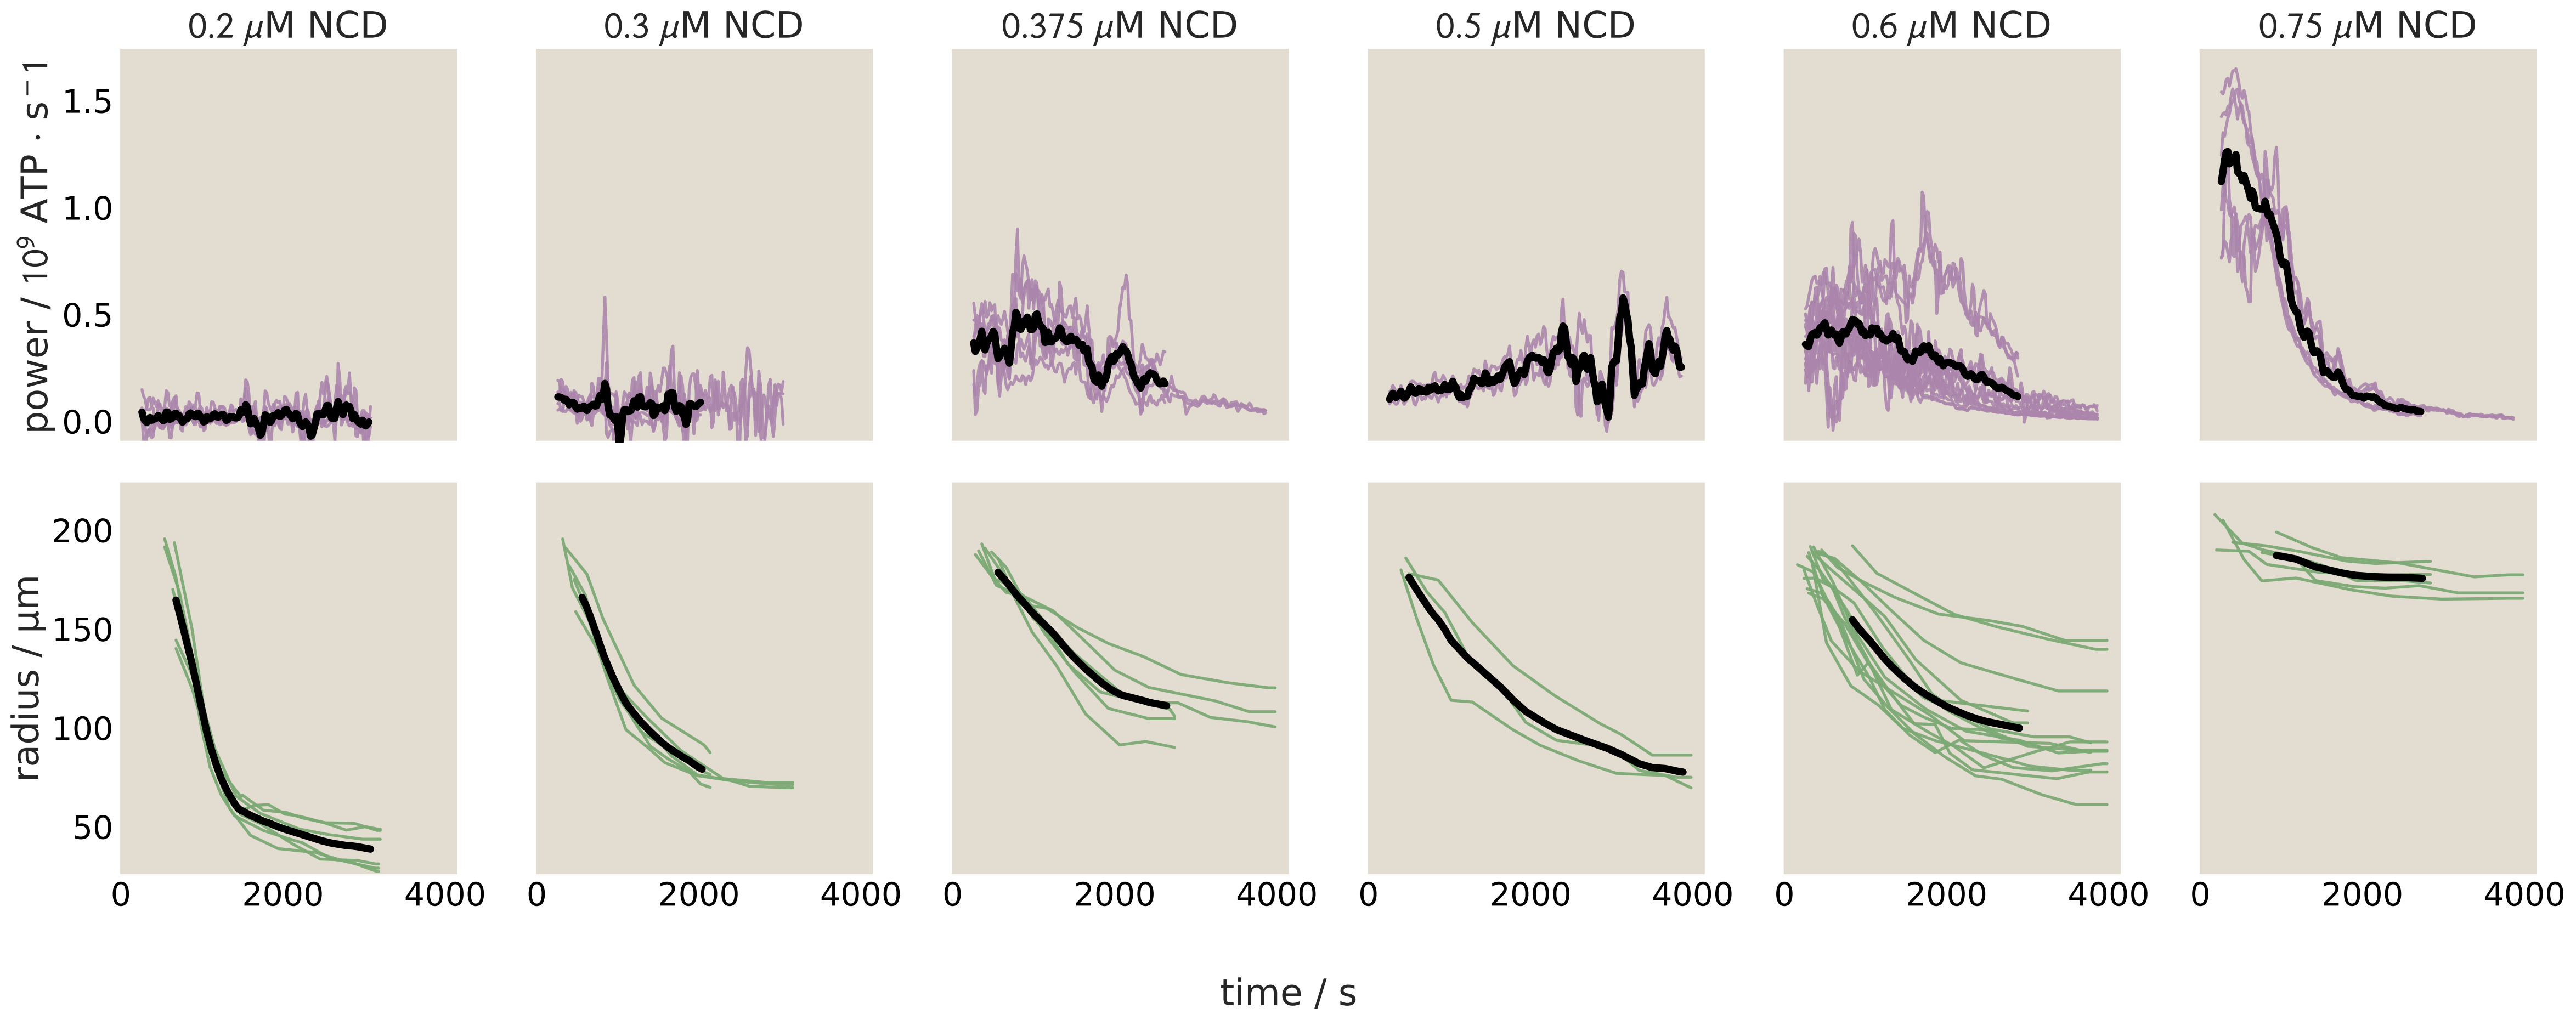 0.2 μM NCD 0.3 μM NCD 0.375 μM NCD 0.5 μM NCD 0.6 μM NCD 0.75 μM NCD
power / 10⁹ ATP · s⁻¹
1.5
1.0
0.5
0.0
radius / µm
200
150
100
50
0 2000 4000 0 2000 4000 0 2000 4000 0 2000 4000 0 2000 4000 0 2000 4000
time / s